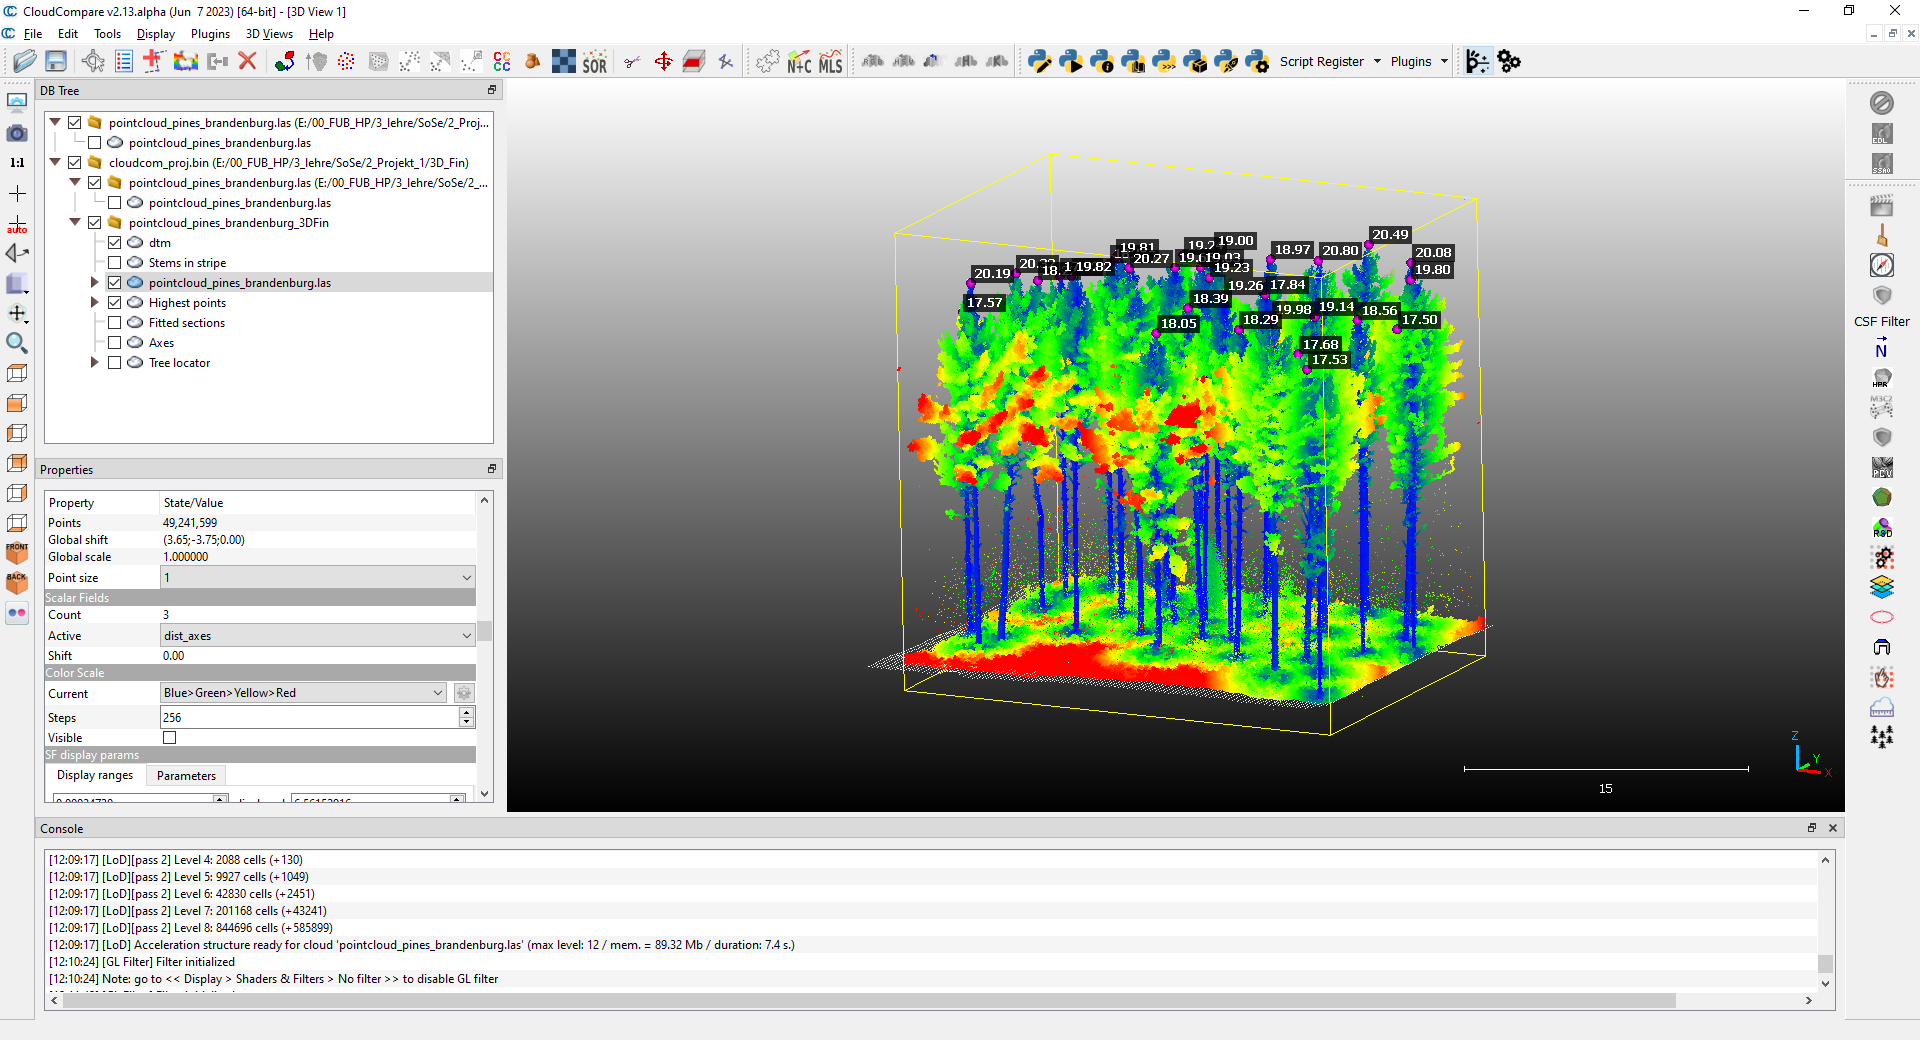 CloudCompare v2.13.alpha (Jun  7 2023) [64-bit] - [3D View 1]
File Edit Tools Display Plugins 3D Views Help
SOR N+C MLS Script Register Plugins
DB Tree
pointcloud_pines_brandenburg.las (E:/00_FUB_HP/3_lehre/SoSe/2_Proj...
pointcloud_pines_brandenburg.las
cloudcom_proj.bin (E:/00_FUB_HP/3_lehre/SoSe/2_Projekt_1/3D_Fin)
pointcloud_pines_brandenburg.las (E:/00_FUB_HP/3_lehre/SoSe/2_...
pointcloud_pines_brandenburg.las
pointcloud_pines_brandenburg_3DFin
dtm
Stems in stripe
pointcloud_pines_brandenburg.las
Highest points
Fitted sections
Axes
Tree locator
1:1
auto
FRONT
BACK
Properties
Property State/Value
Points 49,241,599
Global shift (3.65;-3.75;0.00)
Global scale 1.000000
Point size 1
Scalar Fields
Count 3
Active dist_axes
Shift 0.00
Color Scale
Current Blue>Green>Yellow>Red
Steps 256
Visible
SF display params
Display ranges Parameters
20.49
19.00
19.81
18.97 20.80 20.08
20.27 19.03
19.82 19.23 19.80
20.19
19.26 17.84
17.57 18.39
19.98 19.14 18.56
18.05 18.29 17.50
17.68
17.53
Z
Y
X
15
EDL
SSAO
CSF Filter
N
HPR
M3C2
PCV
RSD
Console
[12:09:17] [LoD][pass 2] Level 4: 2088 cells (+130)
[12:09:17] [LoD][pass 2] Level 5: 9927 cells (+1049)
[12:09:17] [LoD][pass 2] Level 6: 42830 cells (+2451)
[12:09:17] [LoD][pass 2] Level 7: 201168 cells (+43241)
[12:09:17] [LoD][pass 2] Level 8: 844696 cells (+585899)
[12:09:17] [LoD] Acceleration structure ready for cloud 'pointcloud_pines_brandenburg.las' (max level: 12 / mem. = 89.32 Mb / duration: 7.4 s.)
[12:10:24] [GL Filter] Filter initialized
[12:10:24] Note: go to << Display > Shaders & Filters > No filter >> to disable GL filter